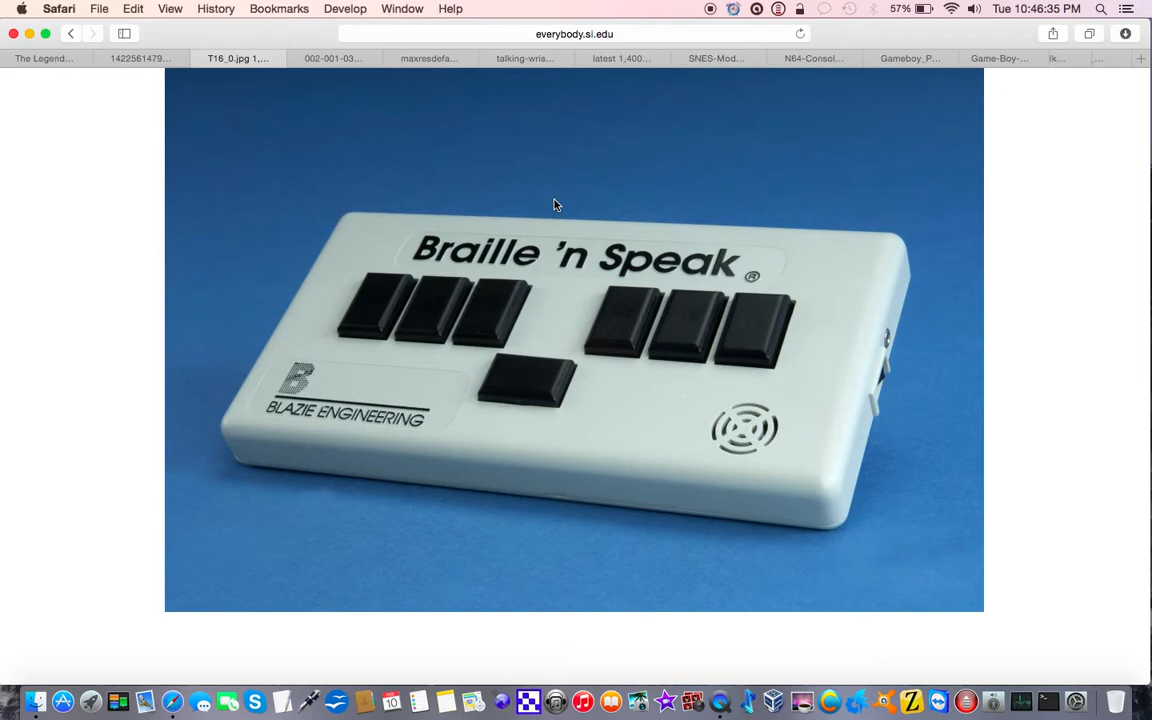 Safari File Edit View History Bookmarks Develop Window Help 57% Tue 10:46:35 PM
everybody.si.edu
The Legend... 1422561479... T16_0.jpg 1,... 002-001-03... maxresdefa... talking-wris... latest 1,400... SNES-Mod... N64-Consol... Gameboy_P... Game-Boy-...
Braille 'n Speak ®
B
BLAZIE ENGINEERING
FEB
10
Z